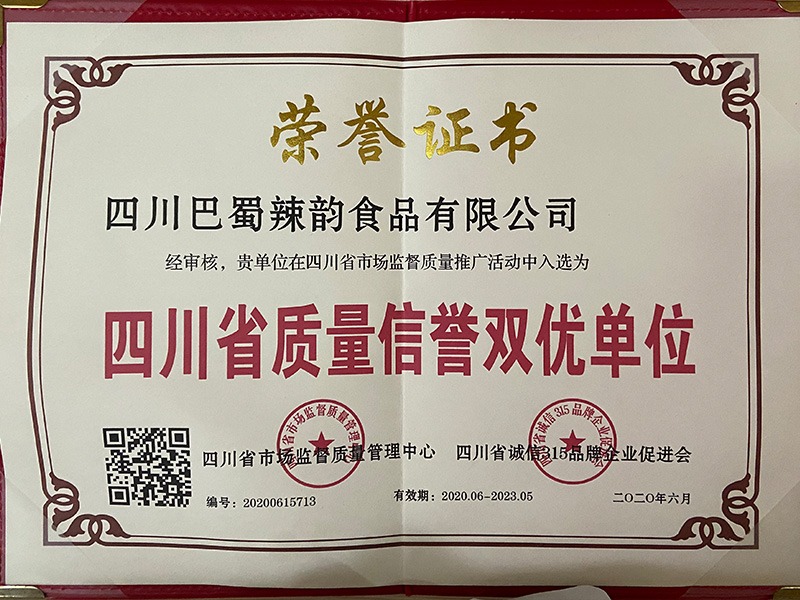 荣誉证书
四川巴蜀辣韵食品有限公司
经审核，贵单位在四川省市场监督质量推广活动中入选为
四川省质量信誉双优单位
四川省市场监督质量管理中心 四川省诚信315品牌企业促进会
编号：20200615713 有效期：2020.06-2023.05 二〇二〇年六月